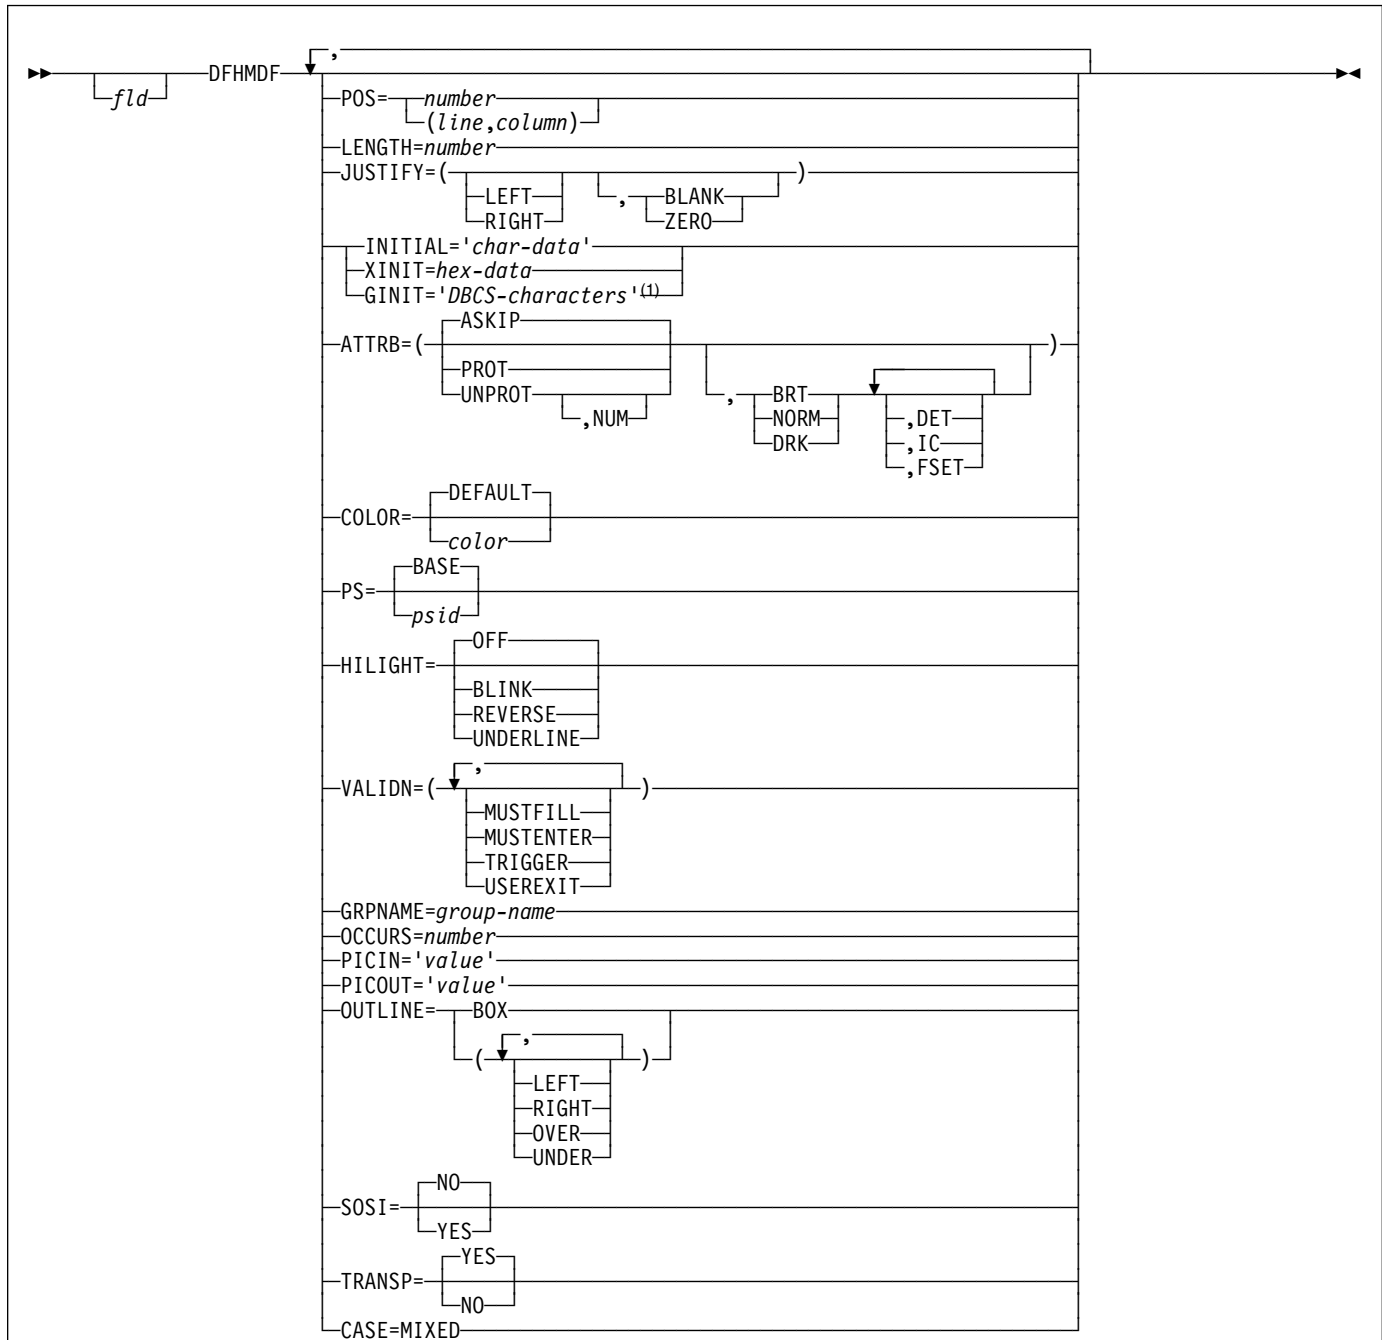 ,
fld DFHMDF
POS= number
(line,column)
LENGTH=number
JUSTIFY=( )
LEFT , BLANK
RIGHT ZERO
INITIAL='char-data'
XINIT=hex-data
GINIT='DBCS-characters'(1)
ASKIP
ATTRB=( )
PROT
UNPROT , BRT
,NUM NORM ,DET
DRK ,IC
,FSET
DEFAULT
COLOR=
color
BASE
PS=
psid
OFF
HILIGHT=
BLINK
REVERSE
UNDERLINE
,
VALIDN=( )
MUSTFILL
MUSTENTER
TRIGGER
USEREXIT
GRPNAME=group-name
OCCURS=number
PICIN='value'
PICOUT='value'
OUTLINE= BOX
,
( )
LEFT
RIGHT
OVER
UNDER
NO
SOSI=
YES
YES
TRANSP=
NO
CASE=MIXED